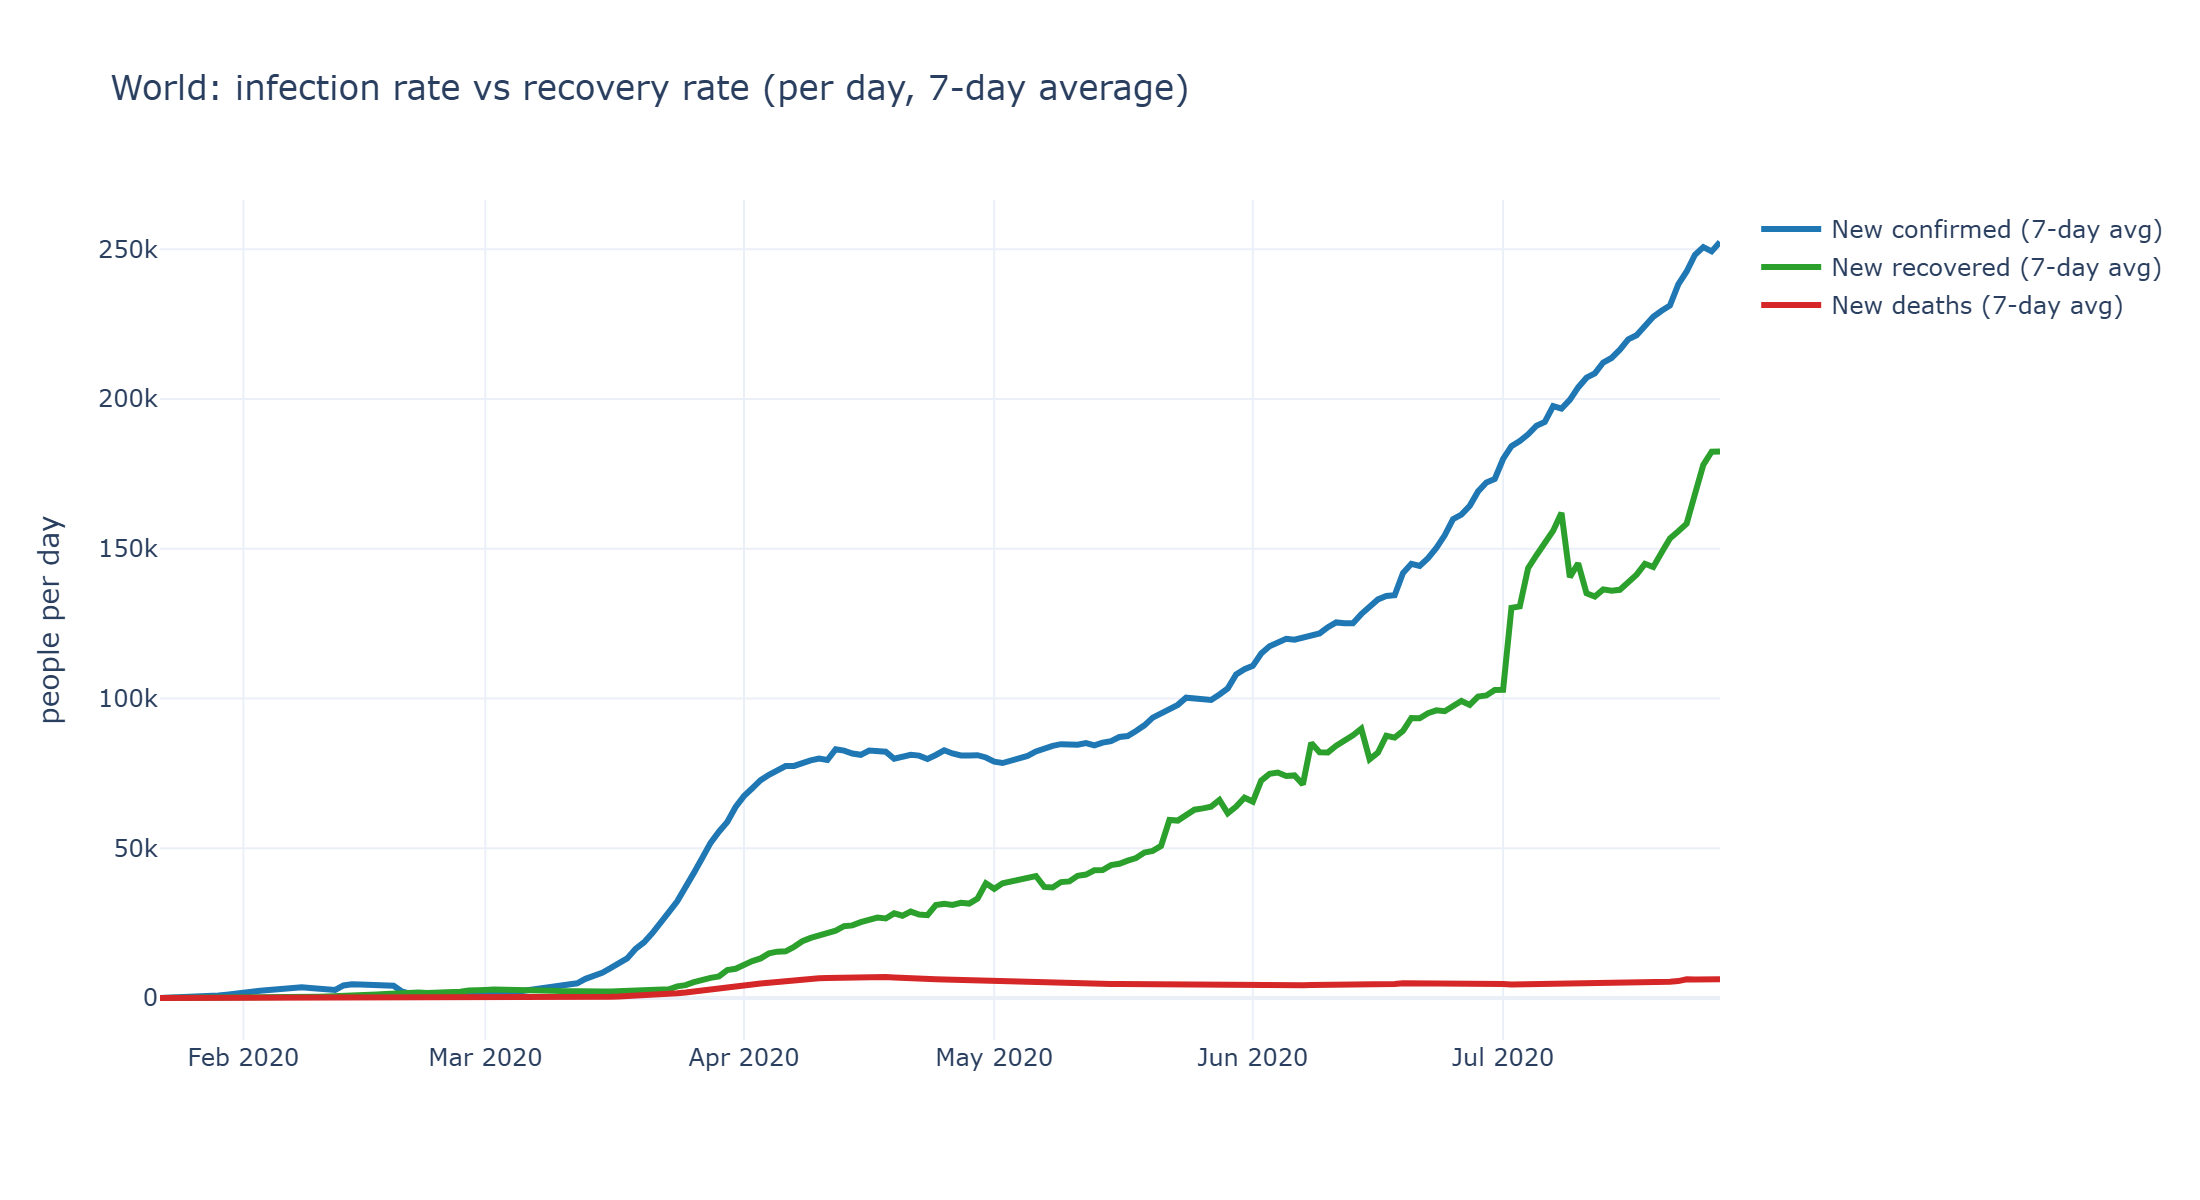 World: infection rate vs recovery rate (per day, 7-day average)
New confirmed (7-day avg)
New recovered (7-day avg)
New deaths (7-day avg)
people per day
250k
200k
150k
100k
50k
0
Feb 2020
Mar 2020
Apr 2020
May 2020
Jun 2020
Jul 2020